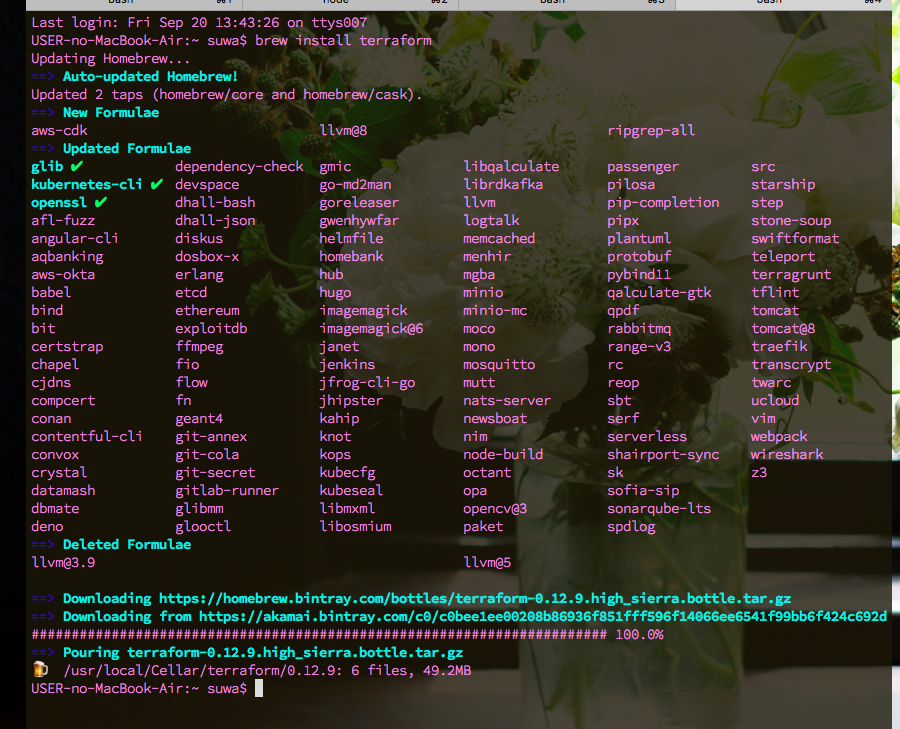 bash ⌘1 node ⌘2 bash ⌘3 bash ⌘4
Last login: Fri Sep 20 13:43:26 on ttys007
USER-no-MacBook-Air:~ suwa$ brew install terraform
Updating Homebrew...
==> Auto-updated Homebrew!
Updated 2 taps (homebrew/core and homebrew/cask).
==> New Formulae
aws-cdk llvm@8 ripgrep-all
==> Updated Formulae
glib ✔ dependency-check gmic libqalculate passenger src
kubernetes-cli ✔ devspace go-md2man librdkafka pilosa starship
openssl ✔ dhall-bash goreleaser llvm pip-completion step
afl-fuzz dhall-json gwenhywfar logtalk pipx stone-soup
angular-cli diskus helmfile memcached plantuml swiftformat
aqbanking dosbox-x homebank menhir protobuf teleport
aws-okta erlang hub mgba pybind11 terragrunt
babel etcd hugo minio qalculate-gtk tflint
bind ethereum imagemagick minio-mc qpdf tomcat
bit exploitdb imagemagick@6 moco rabbitmq tomcat@8
certstrap ffmpeg janet mono range-v3 traefik
chapel fio jenkins mosquitto rc transcrypt
cjdns flow jfrog-cli-go mutt reop twarc
compcert fn jhipster nats-server sbt ucloud
conan geant4 kahip newsboat serf vim
contentful-cli git-annex knot nim serverless webpack
convox git-cola kops node-build shairport-sync wireshark
crystal git-secret kubecfg octant sk z3
datamash gitlab-runner kubeseal opa sofia-sip
dbmate glibmm libxml opencv@3 sonarqube-lts
deno glooctl libosmium paket spdlog
==> Deleted Formulae
llvm@3.9 llvm@5
==> Downloading https://homebrew.bintray.com/bottles/terraform-0.12.9.high_sierra.bottle.tar.gz
==> Downloading from https://akamai.bintray.com/c0/c0bee1ee00208b86936f851fff596f14066ee6541f99bb6f424c692d
######################################################################## 100.0%
==> Pouring terraform-0.12.9.high_sierra.bottle.tar.gz
🍺 /usr/local/Cellar/terraform/0.12.9: 6 files, 49.2MB
USER-no-MacBook-Air:~ suwa$